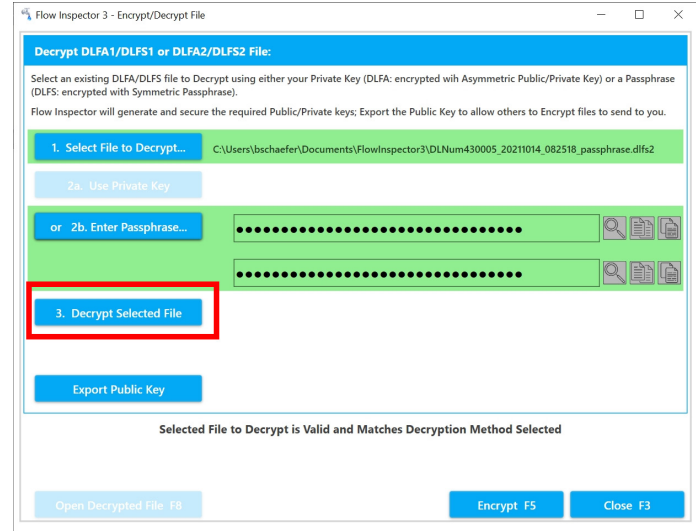 Flow Inspector 3 - Encrypt/Decrypt File
Decrypt DLFA1/DLFS1 or DLFA2/DLFS2 File:
Select an existing DLFA/DLFS file to Decrypt using either your Private Key (DLFA: encrypted wih Asymmetric Public/Private Key) or a Passphrase
(DLFS: encrypted with Symmetric Passphrase).
Flow Inspector will generate and secure the required Public/Private keys; Export the Public Key to allow others to Encrypt files to send to you.
1. Select File to Decrypt...
C:\Users\bschaefer\Documents\FlowInspector3\DLNum430005_20211014_082518_passphrase.dlfs2
2a. Use Private Key
or 2b. Enter Passphrase...
3. Decrypt Selected File
Export Public Key
Selected File to Decrypt is Valid and Matches Decryption Method Selected
Open Decrypted File F8
Encrypt F5
Close F3